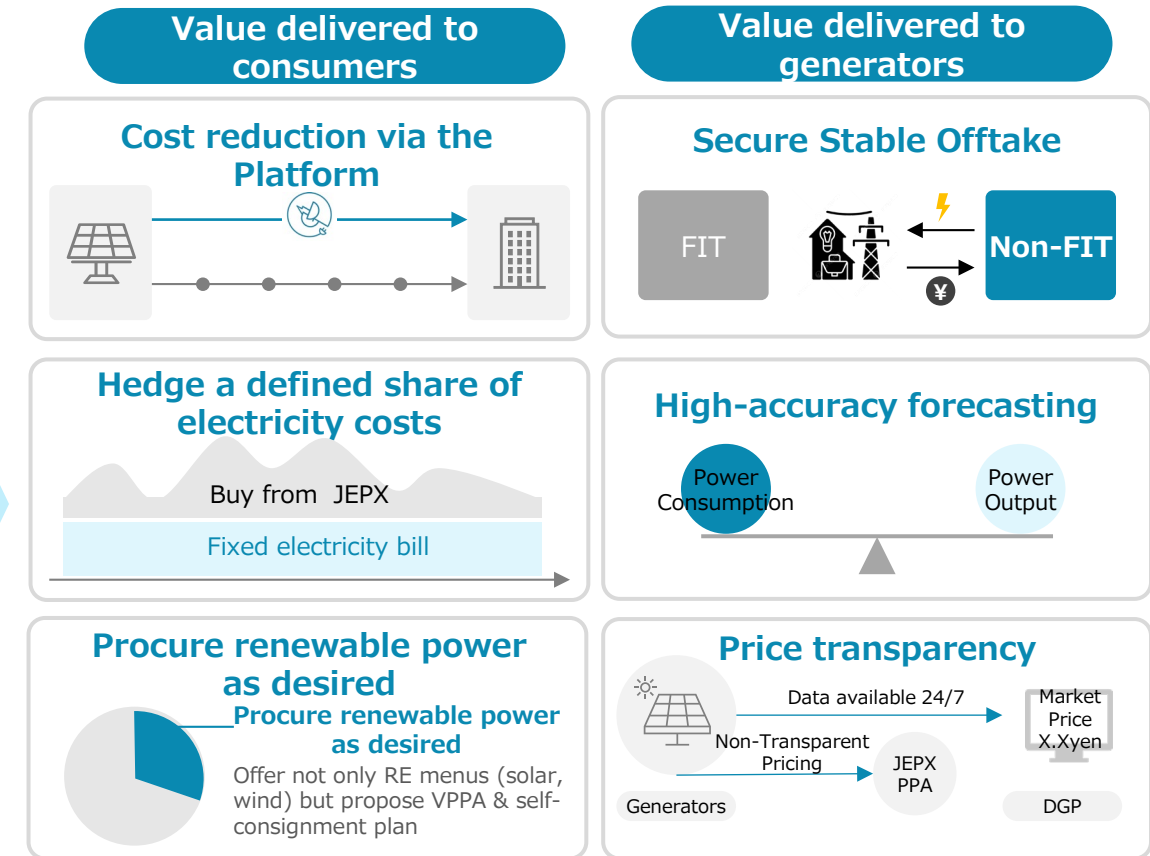 Value delivered to
consumers
Value delivered to
generators
Cost reduction via the
Platform
Secure Stable Offtake
FIT
Non-FIT
¥
Hedge a defined share of
electricity costs
Buy from JEPX
Fixed electricity bill
High-accuracy forecasting
Power
Consumption
Power
Output
Procure renewable power
as desired
Procure renewable power
as desired
Offer not only RE menus (solar,
wind) but propose VPPA & self-
consignment plan
Price transparency
Data available 24/7
Market
Price
X.Xyen
Non-Transparent
Pricing
JEPX
PPA
Generators
DGP